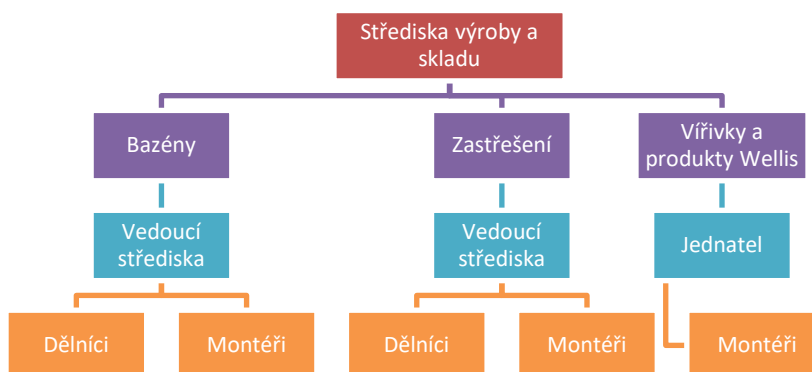 Střediska výroby a
skladu
Bazény
Zastřešení
Vířivky a
produkty Wellis
Vedoucí
střediska
Vedoucí
střediska
Jednatel
Dělníci
Montéři
Dělníci
Montéři
Montéři